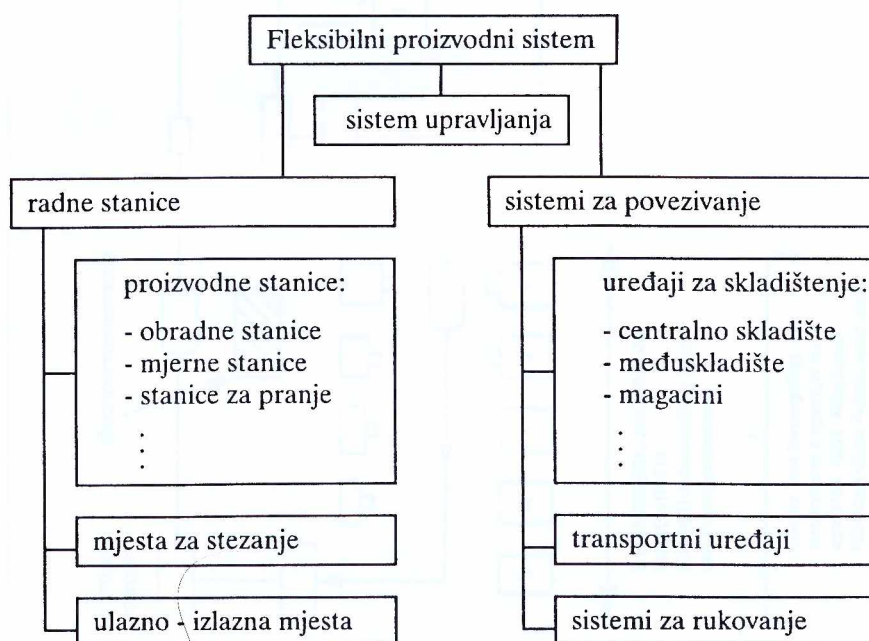 Fleksibilni proizvodni sistem
sistem upravljanja
radne stanice
proizvodne stanice:
- obradne stanice
- mjerne stanice
- stanice za pranje
.
.
.
mjesta za stezanje
ulazno - izlazna mjesta
sistemi za povezivanje
uređaji za skladištenje:
- centralno skladište
- međuskladište
- magacini
.
.
.
transportni uređaji
sistemi za rukovanje